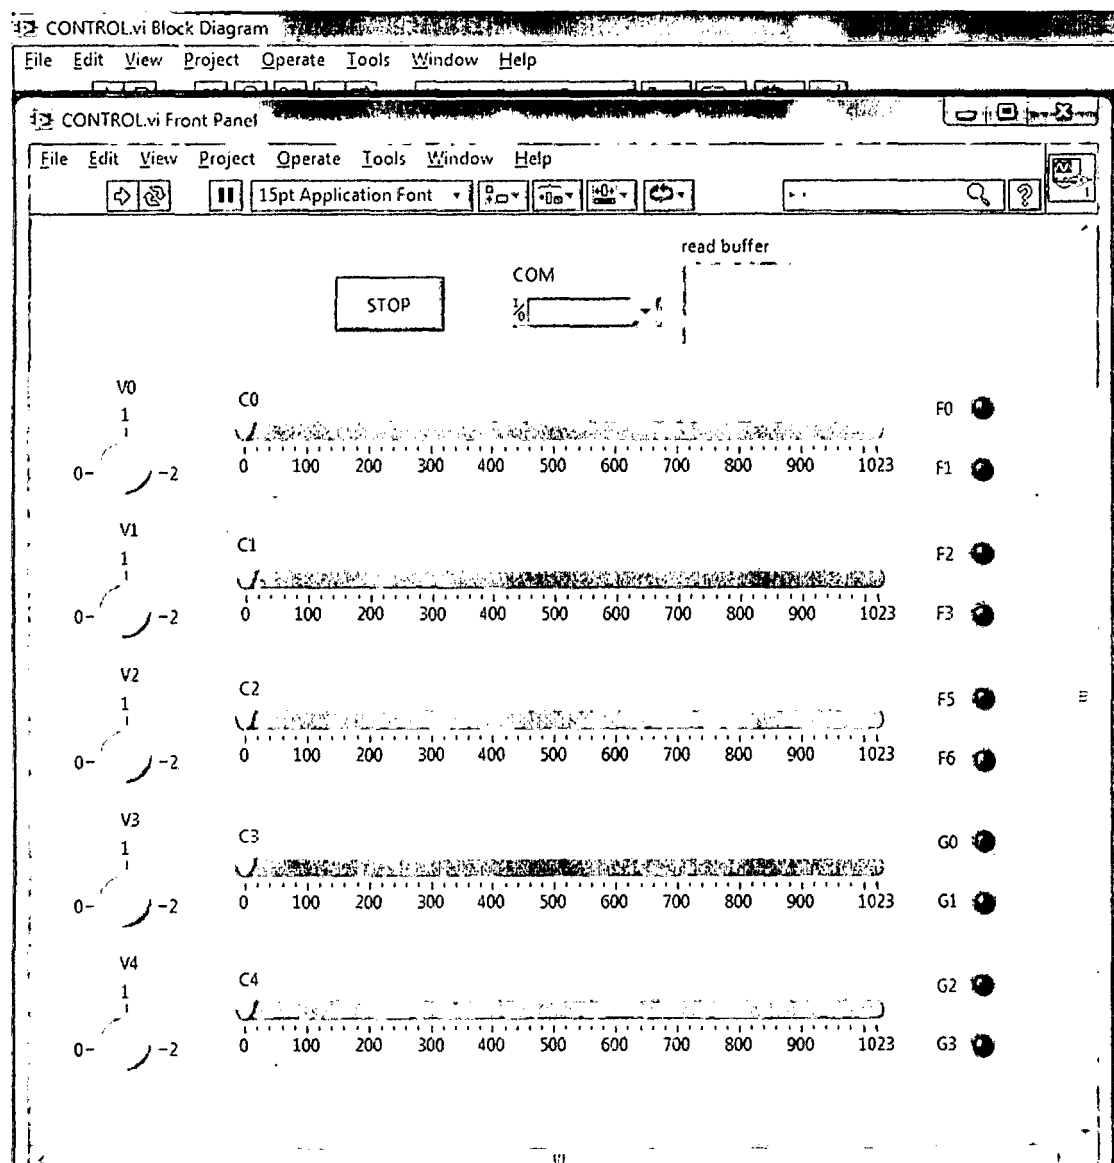 CONTROL.vi Block Diagram
File Edit View Project Operate Tools Window Help
CONTROL.vi Front Panel
File Edit View Project Operate Tools Window Help
15pt Application Font
read buffer
STOP
COM
I/0
V0
1
0- -2
C0
0 100 200 300 400 500 600 700 800 900 1023
F0
F1
V1
1
0- -2
C1
0 100 200 300 400 500 600 700 800 900 1023
F2
F3
V2
1
0- -2
C2
0 100 200 300 400 500 600 700 800 900 1023
F5
F6
V3
1
0- -2
C3
0 100 200 300 400 500 600 700 800 900 1023
G0
G1
V4
1
0- -2
C4
0 100 200 300 400 500 600 700 800 900 1023
G2
G3